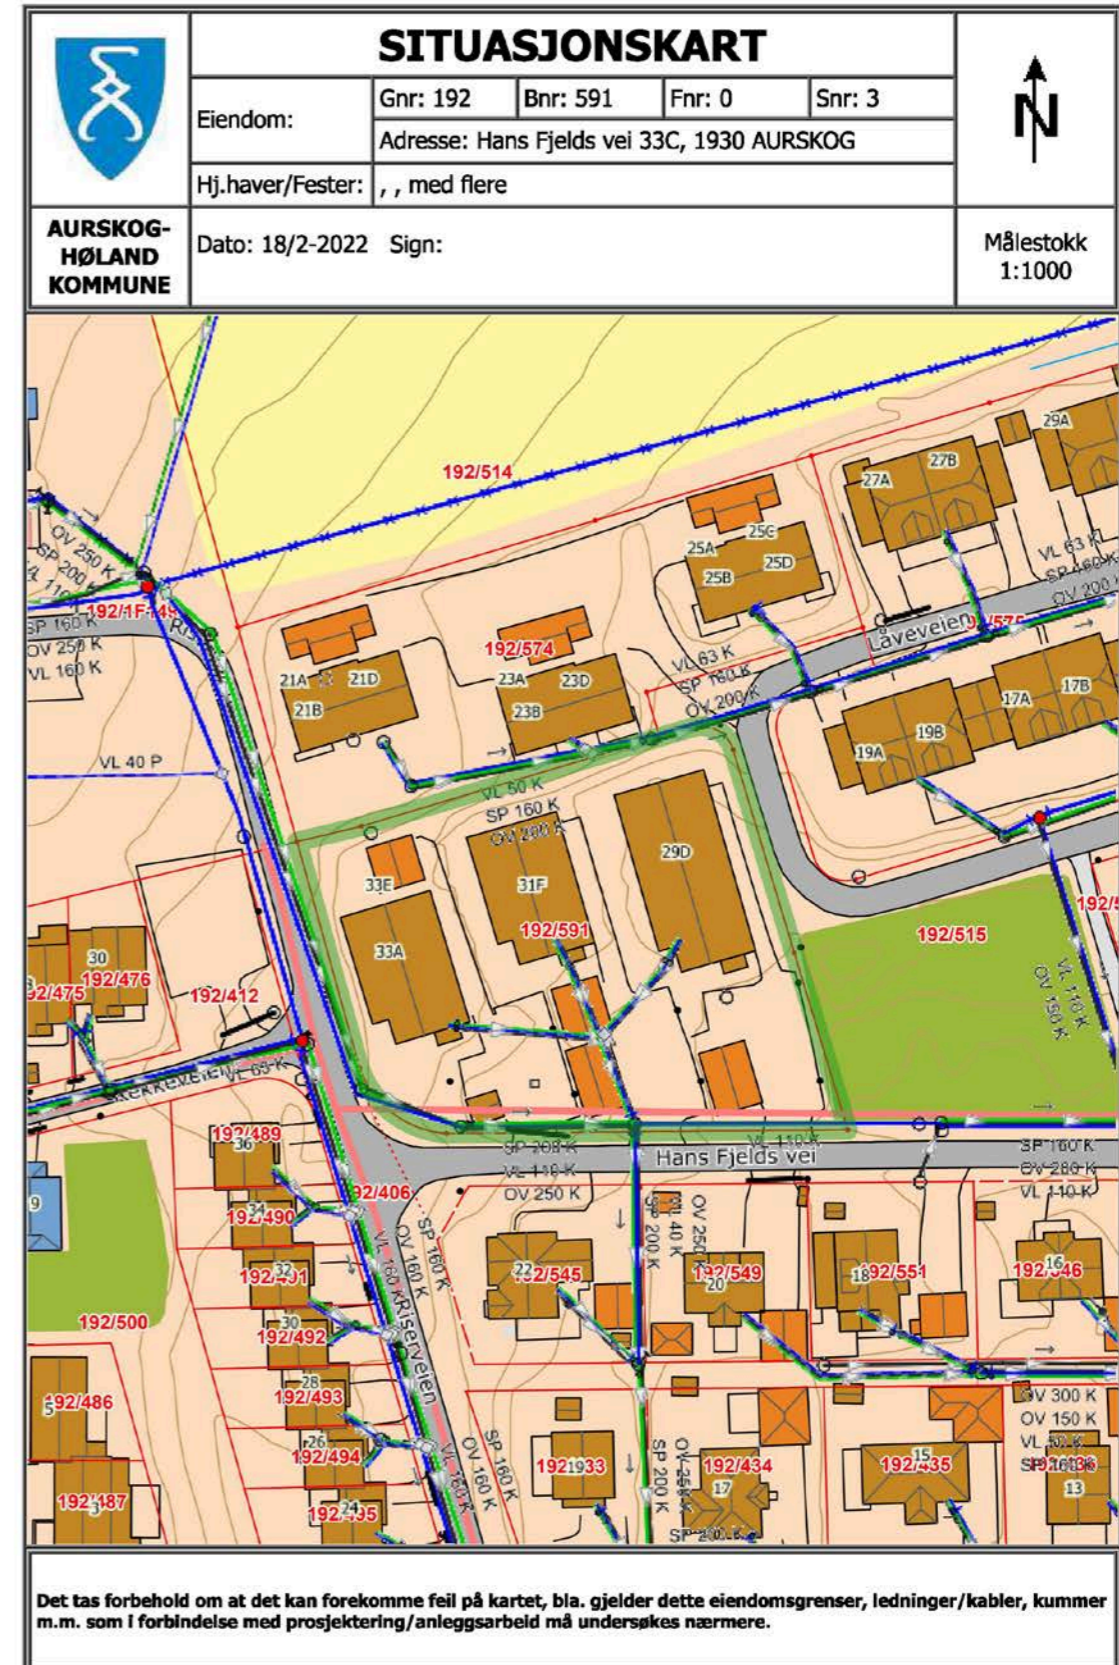 SITUASJONSKART
Eiendom:
Gnr: 192
Bnr: 591
Fnr: 0
Snr: 3
Adresse: Hans Fjelds vei 33C, 1930 AURSKOG
Hj.haver/Fester:
, , med flere
N
AURSKOG-
HØLAND
KOMMUNE
Dato: 18/2-2022 Sign:
Målestokk
1:1000
29A
27B
27A
192/514
25C
25A
25D
25B
OV 250 K
SP 200 K
VL 63 K
SP 160 K
OV 200
SP 160 K
OV 250 K
VL 160 K
Låveveien
192/574
VL 63 K
SP 160 K
OV 200 K
21A
21D
21B
23A
23D
23B
17A
17B
19B
19A
VL 40 P
VL 50 K
SP 160 K
OV 200 K
33E
31F
29D
33A
192/591
192/515
30
192/476
192/412
VL 110 K
OV 150 K
VL 63 K
192/489
36
SP 208 K
VL 110 K
OV 250 K
Hans Fjelds vei
VL 110 K
SP 160 K
OV 280 K
VL 110 K
9
34
192/490
SP 160 K
OV 160 K
VL 160 K
SP 200 K
VL 40 K
OV 250 K
32
22
192/545
192/549
20
18
192/551
16
30
192/492
192/500
Riserveien
28
192/493
5
192/486
26
192/494
OV 300 K
OV 150 K
VL 50 K
SP 160 K
OV 160 K
VL 160 K
SP 200 K
OV 250 K
19
192/434
17
15
192/435
13
3
24
SP 200 K
Det tas forbehold om at det kan forekomme feil på kartet, bla. gjelder dette eiendomsgrenser, ledninger/kabler, kummer
m.m. som i forbindelse med prosjektering/anleggsarbeid må undersøkes nærmere.